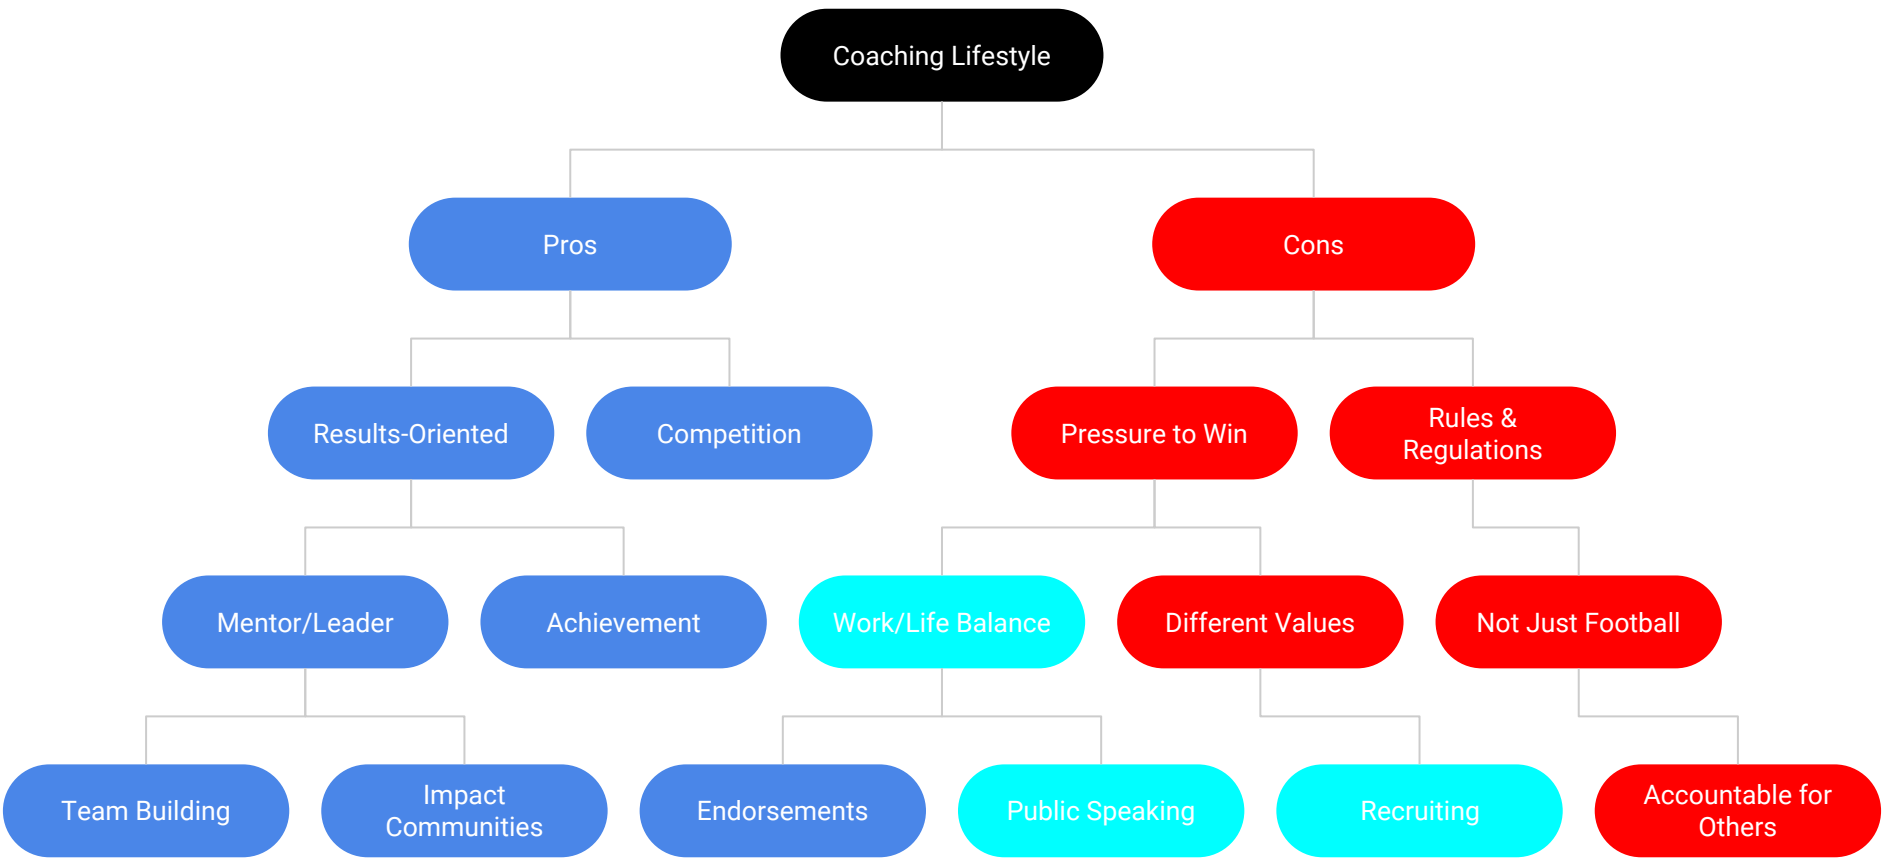 Coaching Lifestyle
Pros
Cons
Results-Oriented
Competition
Pressure to Win
Rules &
Regulations
Mentor/Leader
Achievement
Work/Life Balance
Different Values
Not Just Football
Team Building
Impact
Communities
Endorsements
Public Speaking
Recruiting
Accountable for
Others